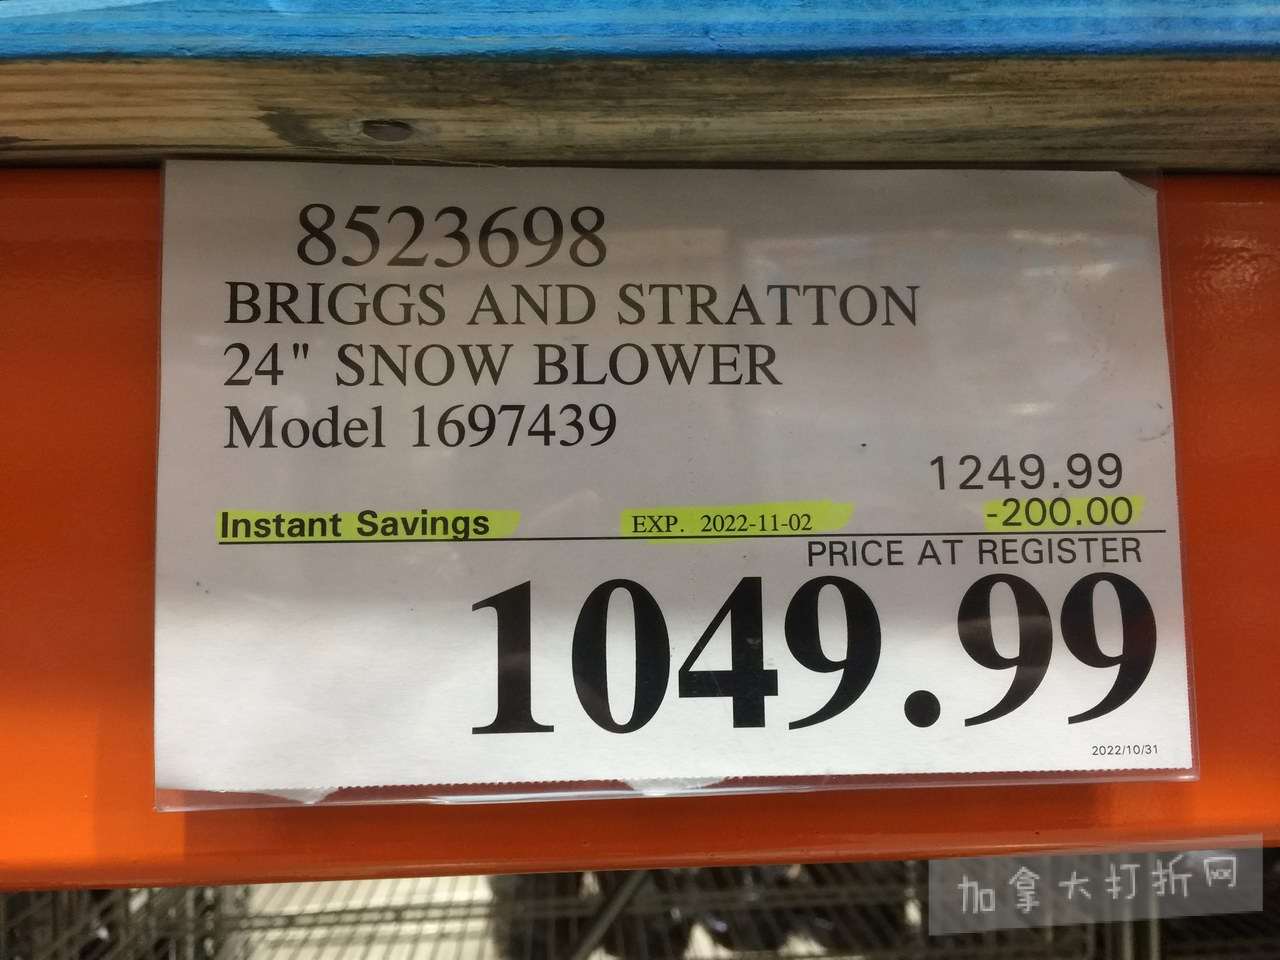 8523698
BRIGGS AND STRATTON
24" SNOW BLOWER
Model 1697439
1249.99
Instant Savings EXP. 2022-11-02 -200.00
PRICE AT REGISTER
1049.99
2022/10/31
加拿大打折网